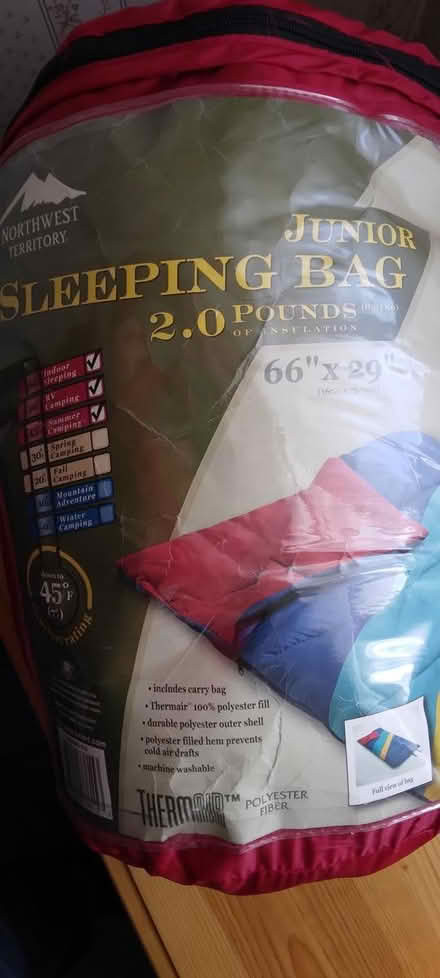 NORTHWEST
TERRITORY
JUNIOR
SLEEPING BAG
2.0 POUNDS
OF INSULATION
66" x 29"
Indoor
Sleeping
RV
Camping
Summer
Camping
30° Spring
Camping
20° Fall
Camping
Mountain
Adventure
Winter
Camping
45° F
• includes carry bag
• Thermair™ 100% polyester fill
• durable polyester outer shell
• polyester filled hem prevents
cold air drafts
• machine washable
THERMAIR™ POLYESTER
FIBER
Full view of bag